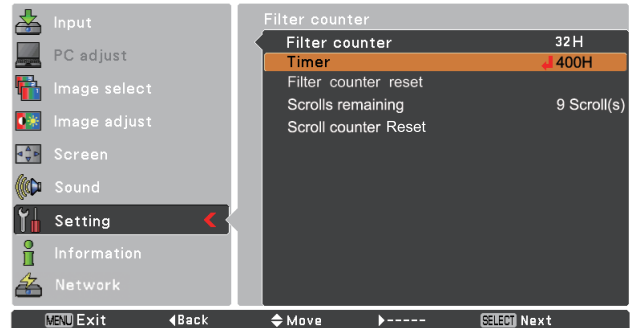 Input
PC adjust
Image select
Image adjust
Screen
Sound
Setting
Information
Network
Filter counter
Filter counter 32H
Timer 400H
Filter counter reset
Scrolls remaining 9 Scroll(s)
Scroll counter Reset
MENU Exit Back Move ----- SELECT Next